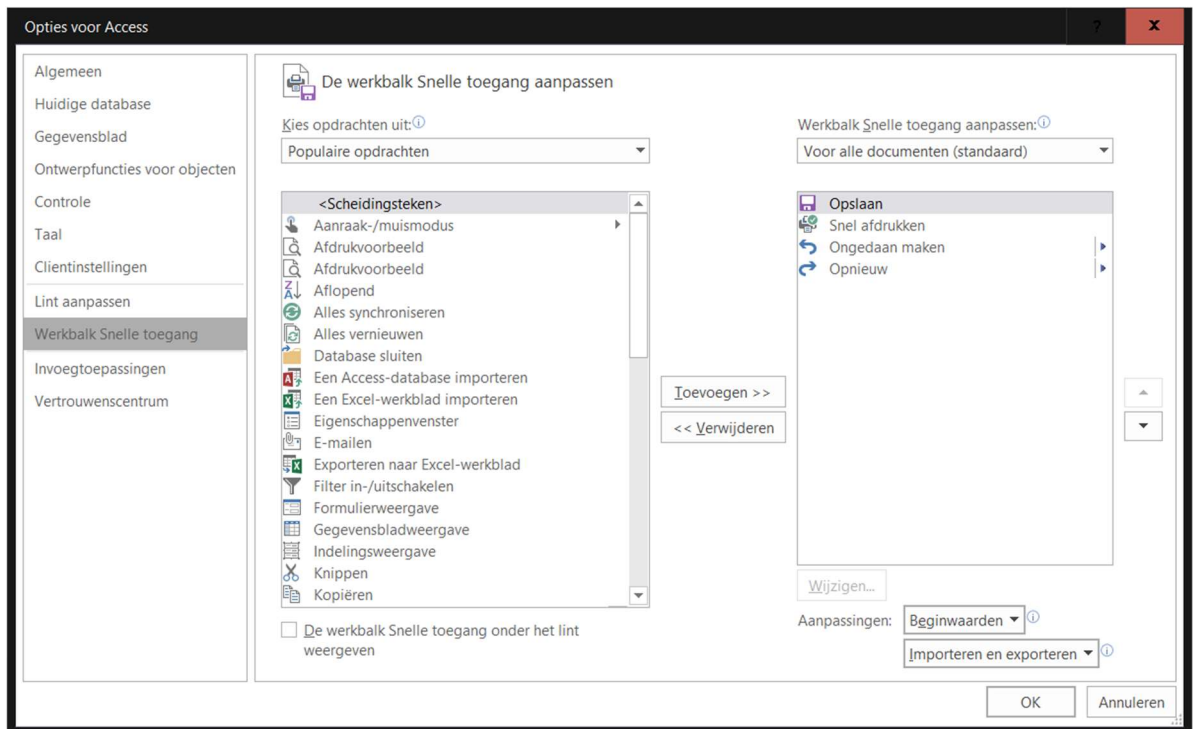 Opties voor Access
?
x
Algemeen
Huidige database
Gegevensblad
Ontwerpfuncties voor objecten
Controle
Taal
Clientinstellingen
Lint aanpassen
Werkbalk Snelle toegang
Invoegtoepassingen
Vertrouwenscentrum
De werkbalk Snelle toegang aanpassen
Kies opdrachten uit:
Populaire opdrachten
<Scheidingsteken>
Aanraak-/muismodus
Afdrukvoorbeeld
Afdrukvoorbeeld
Aflopend
Alles synchroniseren
Alles vernieuwen
Database sluiten
Een Access-database importeren
Een Excel-werkblad importeren
Eigenschappenvenster
E-mailen
Exporteren naar Excel-werkblad
Filter in-/uitschakelen
Formulierweergave
Gegevensbladweergave
Indelingsweergave
Knippen
Kopiëren
De werkbalk Snelle toegang onder het lint
weergeven
Toevoegen >>
<< Verwijderen
Werkbalk Snelle toegang aanpassen:
Voor alle documenten (standaard)
Opslaan
Snel afdrukken
Ongedaan maken
Opnieuw
Wijzigen...
Aanpassingen: Beginwaarden
Importeren en exporteren
OK
Annuleren